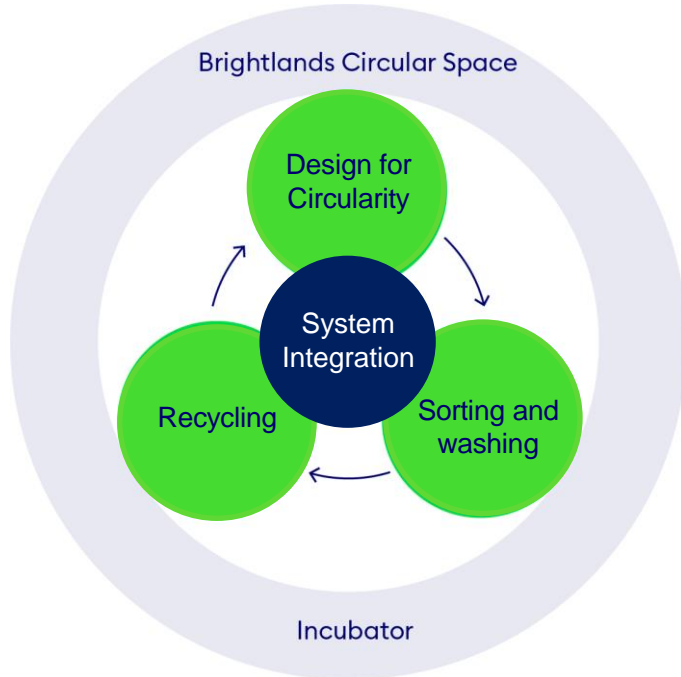 Brightlands Circular Space
Design for
Circularity
System
Integration
Recycling
Sorting and
washing
Incubator